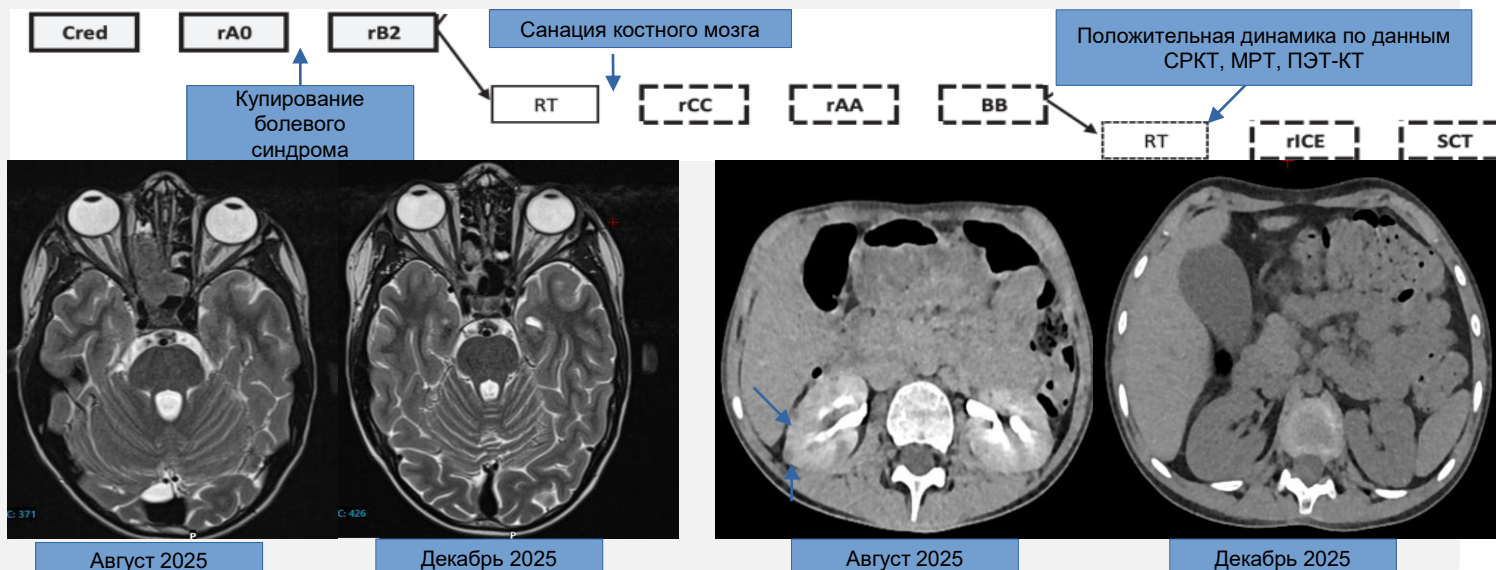 Cred
rA0
rB2
Санация костного мозга
Положительная динамика по данным
СРКТ, МРТ, ПЭТ-КТ
Купирование
болевого
синдрома
RT
rCC
rAA
BB
RT
rICE
SCT
C: 371
P
C: 426
P
Август 2025
Декабрь 2025
Август 2025
Декабрь 2025